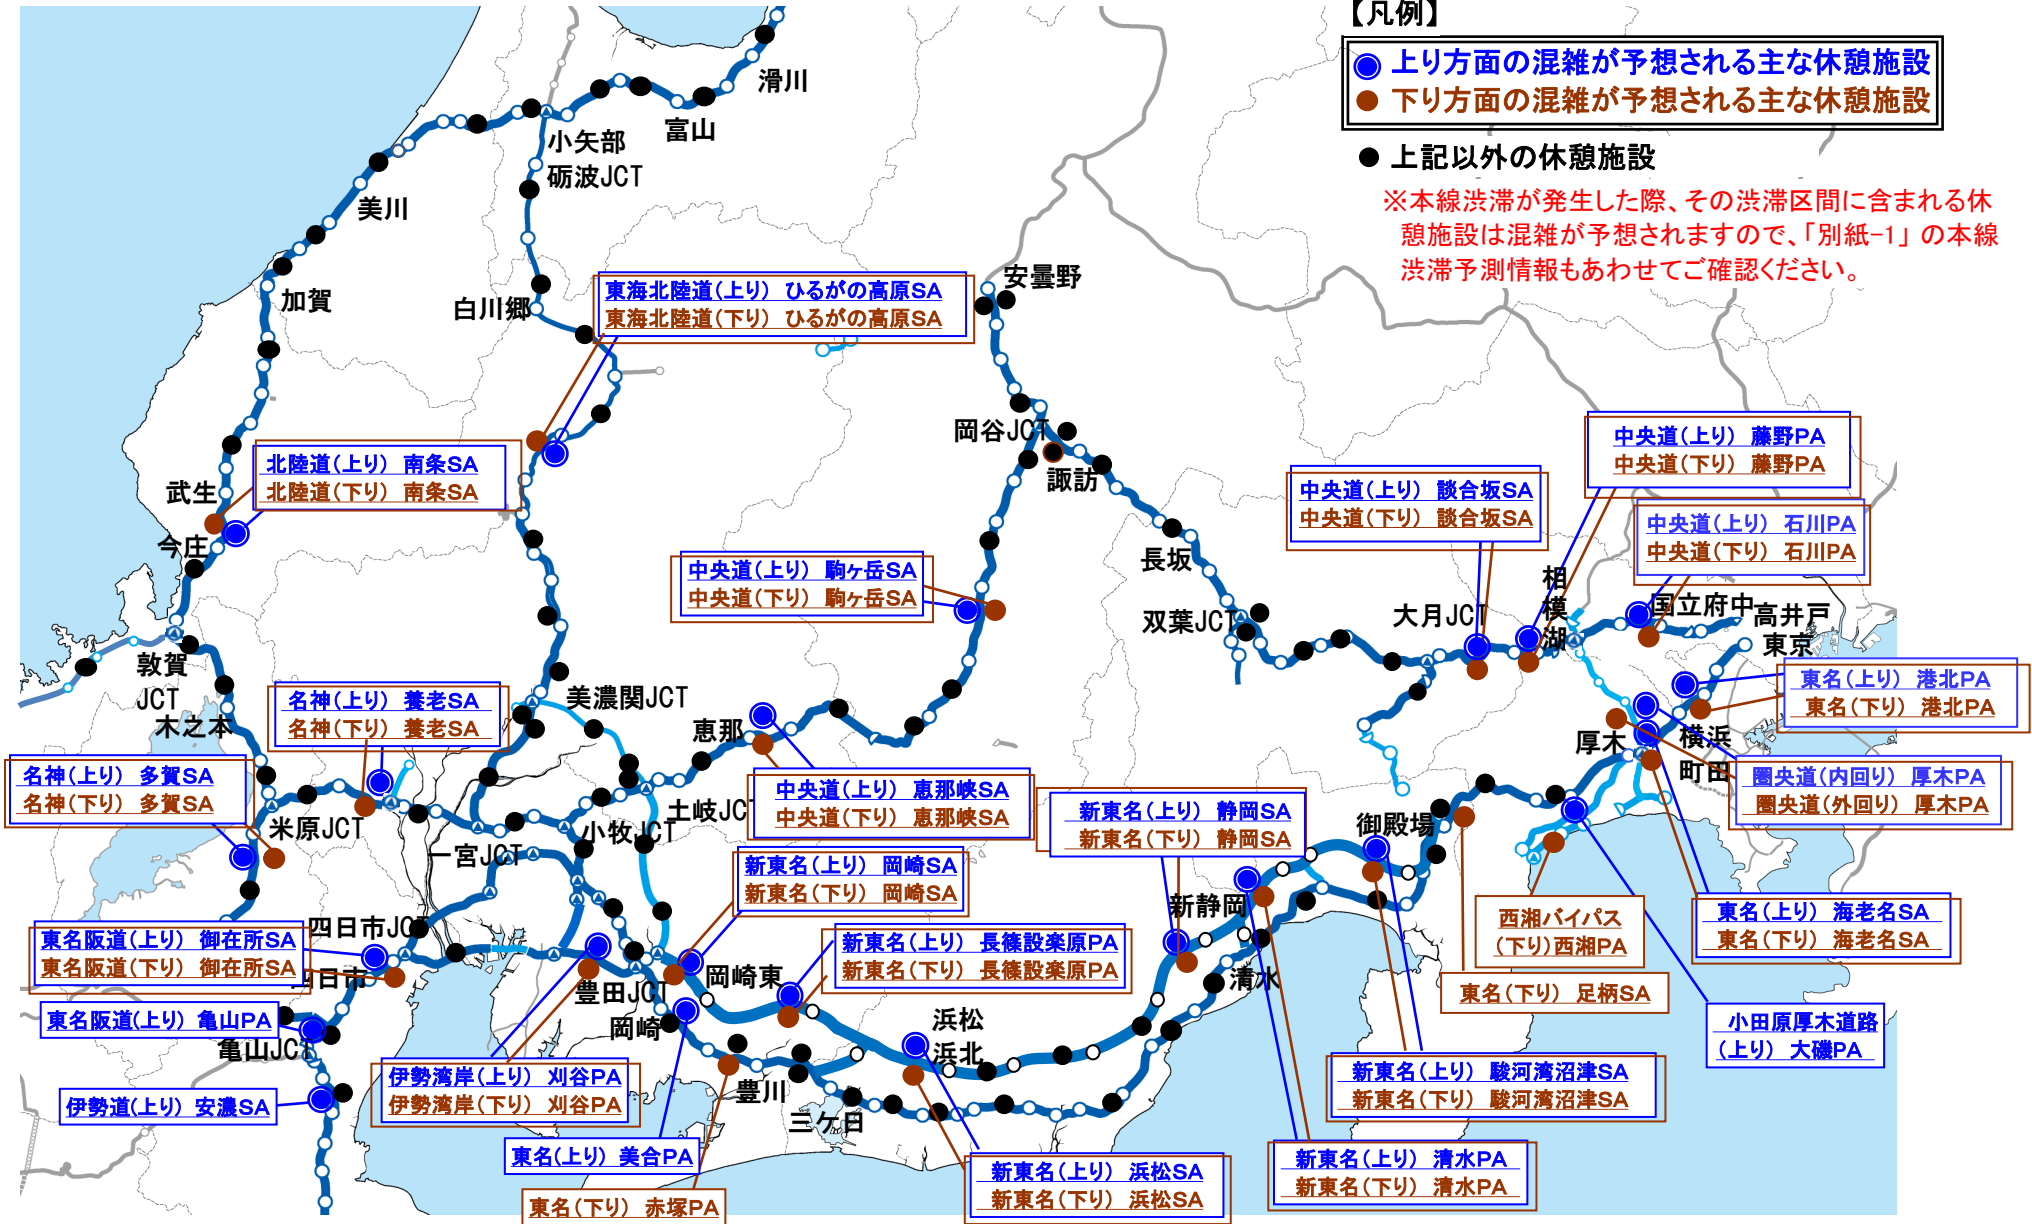 【凡例】
上り方面の混雑が予想される主な休憩施設
下り方面の混雑が予想される主な休憩施設
上記以外の休憩施設
※本線渋滞が発生した際、その渋滞区間に含まれる休
憩施設は混雑が予想されますので、「別紙-1」の本線
渋滞予測情報もあわせてご確認ください。
滑川
富山
小矢部
砺波JCT
美川
加賀
白川郷
東海北陸道(上り) ひるがの高原SA
東海北陸道(下り) ひるがの高原SA
安曇野
岡谷JCT
諏訪
北陸道(上り) 南条SA
北陸道(下り) 南条SA
武生
今庄
中央道(上り) 藤野PA
中央道(下り) 藤野PA
中央道(上り) 談合坂SA
中央道(下り) 談合坂SA
中央道(上り) 石川PA
中央道(下り) 石川PA
長坂
中央道(上り) 駒ヶ岳SA
中央道(下り) 駒ヶ岳SA
双葉JCT
大月JCT
相模湖
国立府中
高井戸
東京
敦賀
JCT
木之本
名神(上り) 養老SA
名神(下り) 養老SA
美濃関JCT
恵那
東名(上り) 港北PA
東名(下り) 港北PA
厚木
横浜
町田
名神(上り) 多賀SA
名神(下り) 多賀SA
圏央道(内回り) 厚木PA
圏央道(外回り) 厚木PA
中央道(上り) 恵那峡SA
中央道(下り) 恵那峡SA
土岐JCT
小牧JCT
米原JCT
一宮JCT
新東名(上り) 静岡SA
新東名(下り) 静岡SA
御殿場
新東名(上り) 岡崎SA
新東名(下り) 岡崎SA
新静岡
西湘バイパス
(下り)西湘PA
東名(上り) 海老名SA
東名(下り) 海老名SA
四日市JCT
東名阪道(上り) 御在所SA
東名阪道(下り) 御在所SA
四日市
新東名(上り) 長篠設楽原PA
新東名(下り) 長篠設楽原PA
岡崎東
豊田JCT
岡崎
清水
東名(下り) 足柄SA
東名阪道(上り) 亀山PA
亀山JCT
小田原厚木道路
(上り) 大磯PA
浜松
浜北
伊勢湾岸(上り) 刈谷PA
伊勢湾岸(下り) 刈谷PA
豊川
三ケ日
新東名(上り) 駿河湾沼津SA
新東名(下り) 駿河湾沼津SA
伊勢道(上り) 安濃SA
東名(上り) 美合PA
新東名(上り) 浜松SA
新東名(下り) 浜松SA
新東名(上り) 清水PA
新東名(下り) 清水PA
東名(下り) 赤塚PA